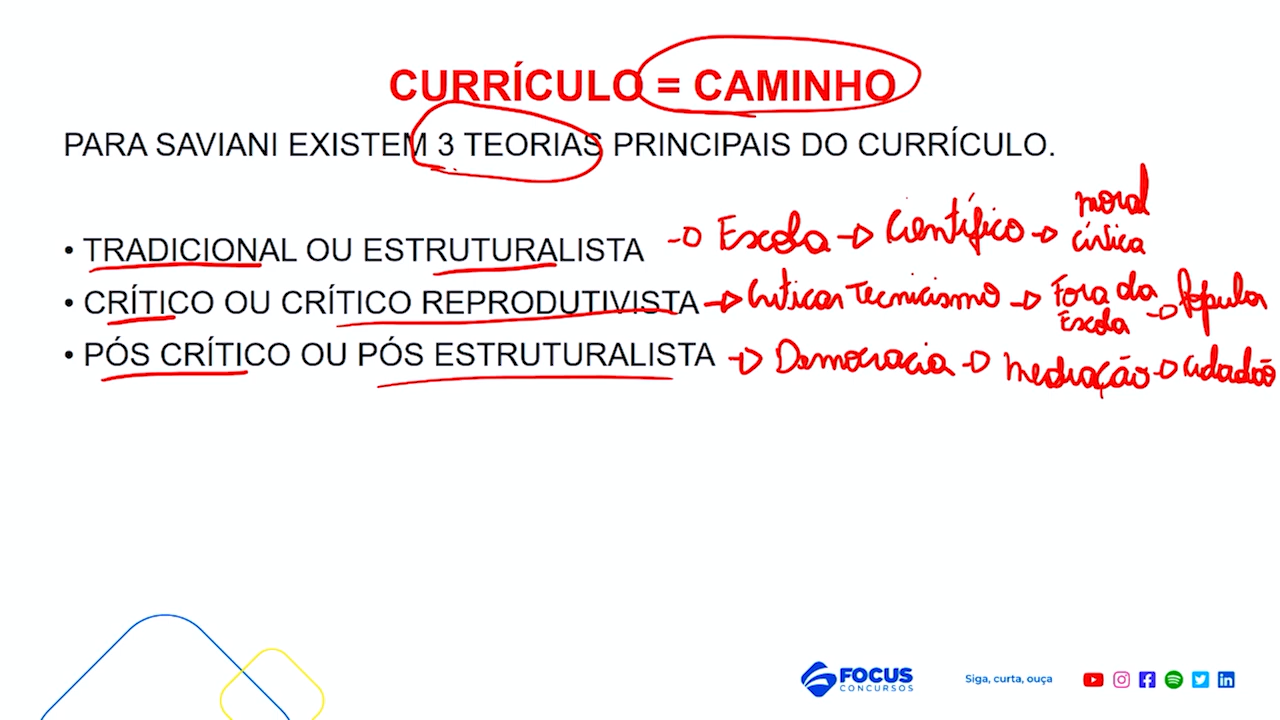 CURRÍCULO = CAMINHO
PARA SAVIANI EXISTEM 3 TEORIAS PRINCIPAIS DO CURRÍCULO.
• TRADICIONAL OU ESTRUTURALISTA → Escola → Científico → moral cívica
• CRÍTICO OU CRÍTICO REPRODUTIVISTA → Criticar Tecnicismo → Fora da Escola → Popular
• PÓS CRÍTICO OU PÓS ESTRUTURALISTA → Democracia → mediação → cidadão
FOCUS
CONCURSOS
Siga, curta, ouça